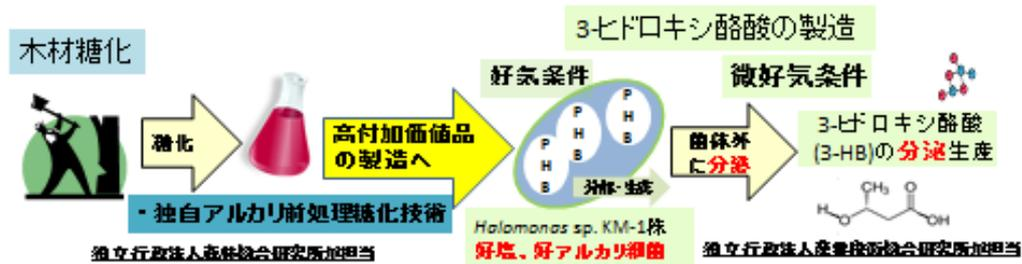 3-ヒドロキシ酪酸の製造
木材糖化
糖化
高付加価値品
の製造へ
・独自アルカリ前処理糖化技術
独立行政法人森林総合研究所が担当
好気条件
P
H
B
P
H
B
P
H
B
分解・生成
Halomonas sp. KM-1株
好塩、好アルカリ細菌
微好気条件
菌体外
に分泌
3-ヒドロキシ酪酸
(3-HB)の分泌生産
CH₃
O
HO
OH
独立行政法人産業技術総合研究所が担当